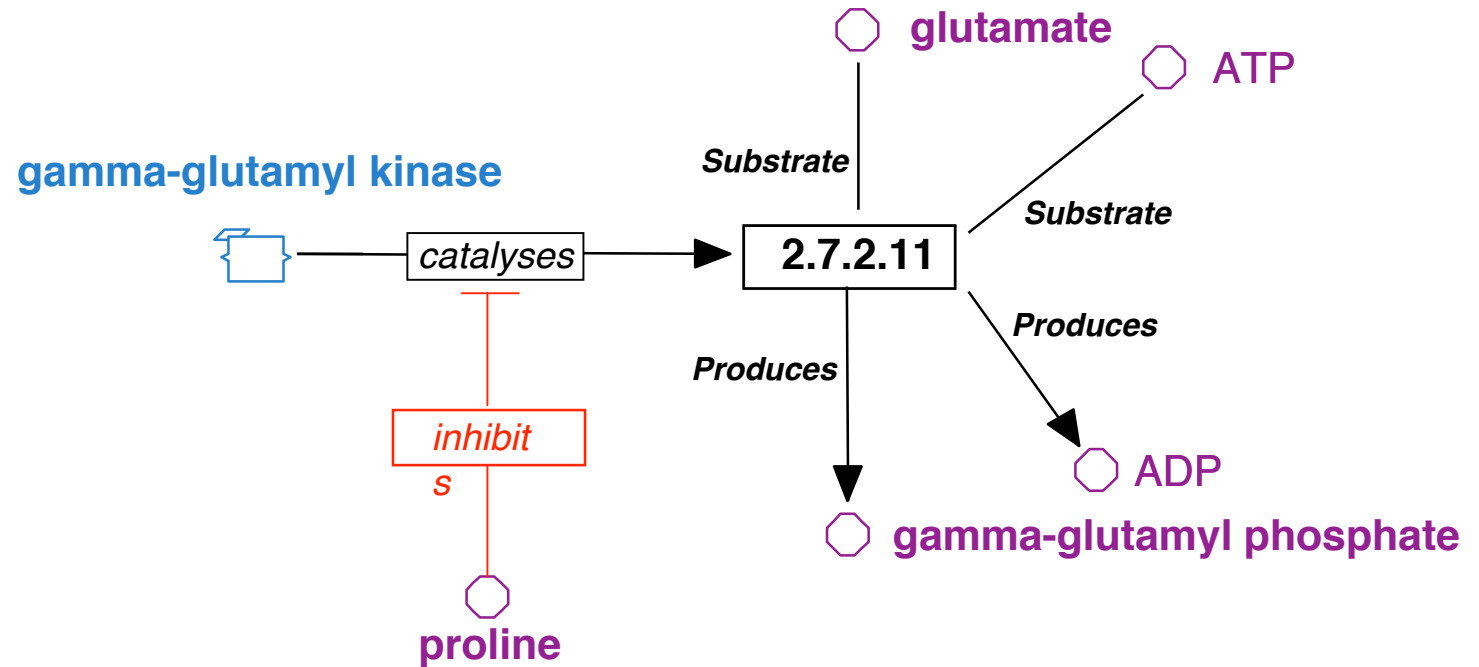 glutamate
ATP
gamma-glutamyl kinase
Substrate
Substrate
catalyses
2.7.2.11
Produces
Produces
inhibit
s
ADP
gamma-glutamyl phosphate
proline